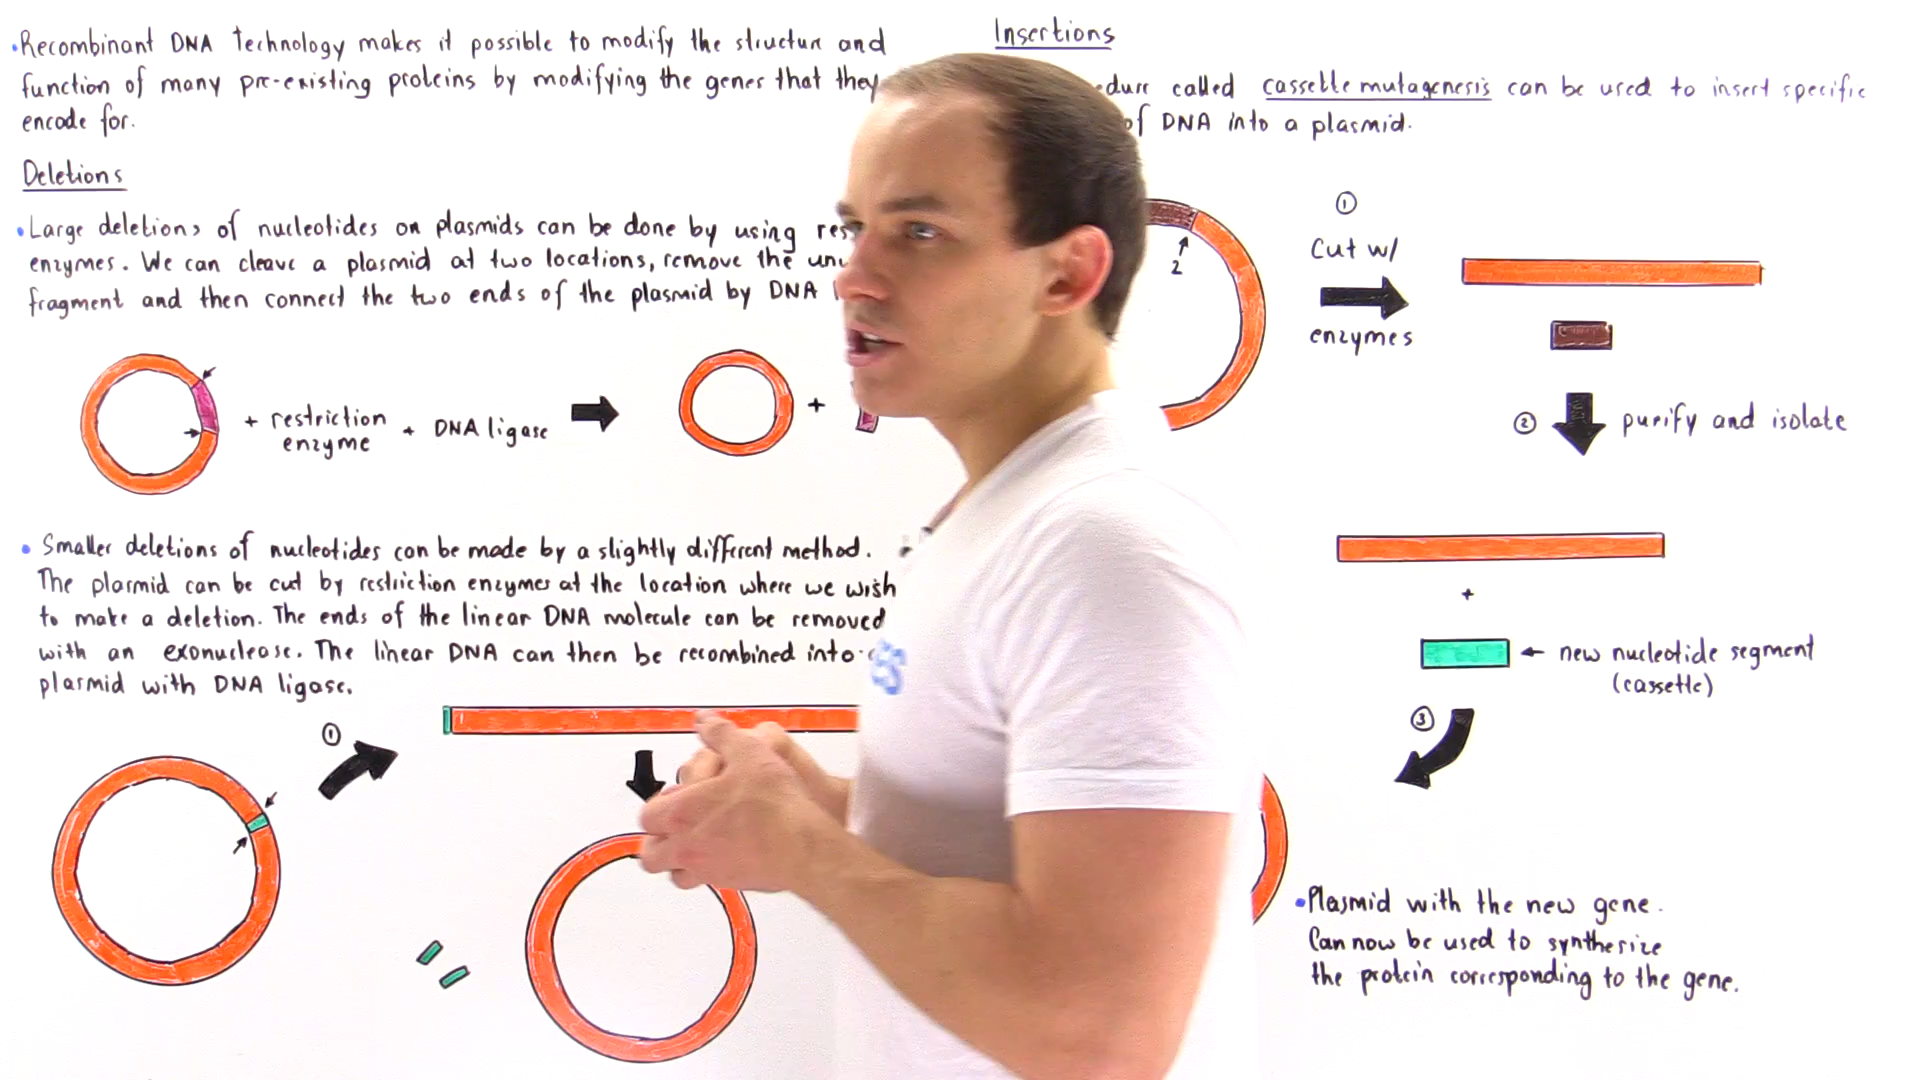 •Recombinant DNA Technology makes it possible to modify the structure and
function of many pre-existing proteins by modifying the genes that they
encode for.
Deletions
•Large deletions of nucleotides on plasmids can be done by using
enzymes. We can cleave a plasmid at two locations, remove the
fragment and then connect the two ends of the plasmid by DNA
+ restriction
enzyme
+ DNA ligase
+
• Smaller deletions of nucleotides can be made by a slightly different method.
The plasmid can be cut by restriction enzymes at the location where we wish
to make a deletion. The ends of the linear DNA molecule can be removed
with an exonuclease. The linear DNA can then be recombined into
plasmid with DNA ligase.
①
Insertions
called cassette mutagenesis can be used to insert specific
of DNA into a plasmid.
2
①
Cut w/
enzymes
② purify and isolate
+
← new nucleotide segment
(cassette)
③
•Plasmid with the new gene.
Can now be used to synthesize
the protein corresponding to the gene.